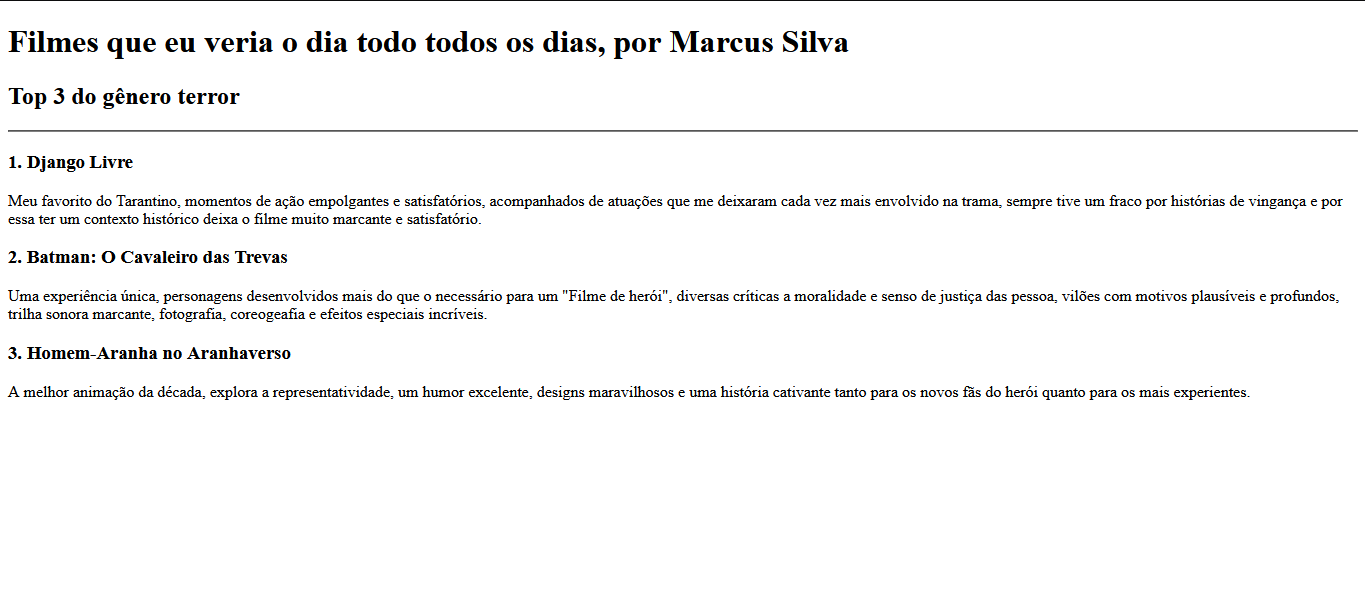 Filmes que eu veria o dia todo todos os dias, por Marcus Silva
Top 3 do gênero terror
1. Django Livre
Meu favorito do Tarantino, momentos de ação empolgantes e satisfatórios, acompanhados de atuações que me deixaram cada vez mais envolvido na trama, sempre tive um fraco por histórias de vingança e por
essa ter um contexto histórico deixa o filme muito marcante e satisfatório.
2. Batman: O Cavaleiro das Trevas
Uma experiência única, personagens desenvolvidos mais do que o necessário para um "Filme de herói", diversas críticas a moralidade e senso de justiça das pessoa, vilões com motivos plausíveis e profundos,
trilha sonora marcante, fotografia, coreogeafia e efeitos especiais incríveis.
3. Homem-Aranha no Aranhaverso
A melhor animação da década, explora a representatividade, um humor excelente, designs maravilhosos e uma história cativante tanto para os novos fãs do herói quanto para os mais experientes.